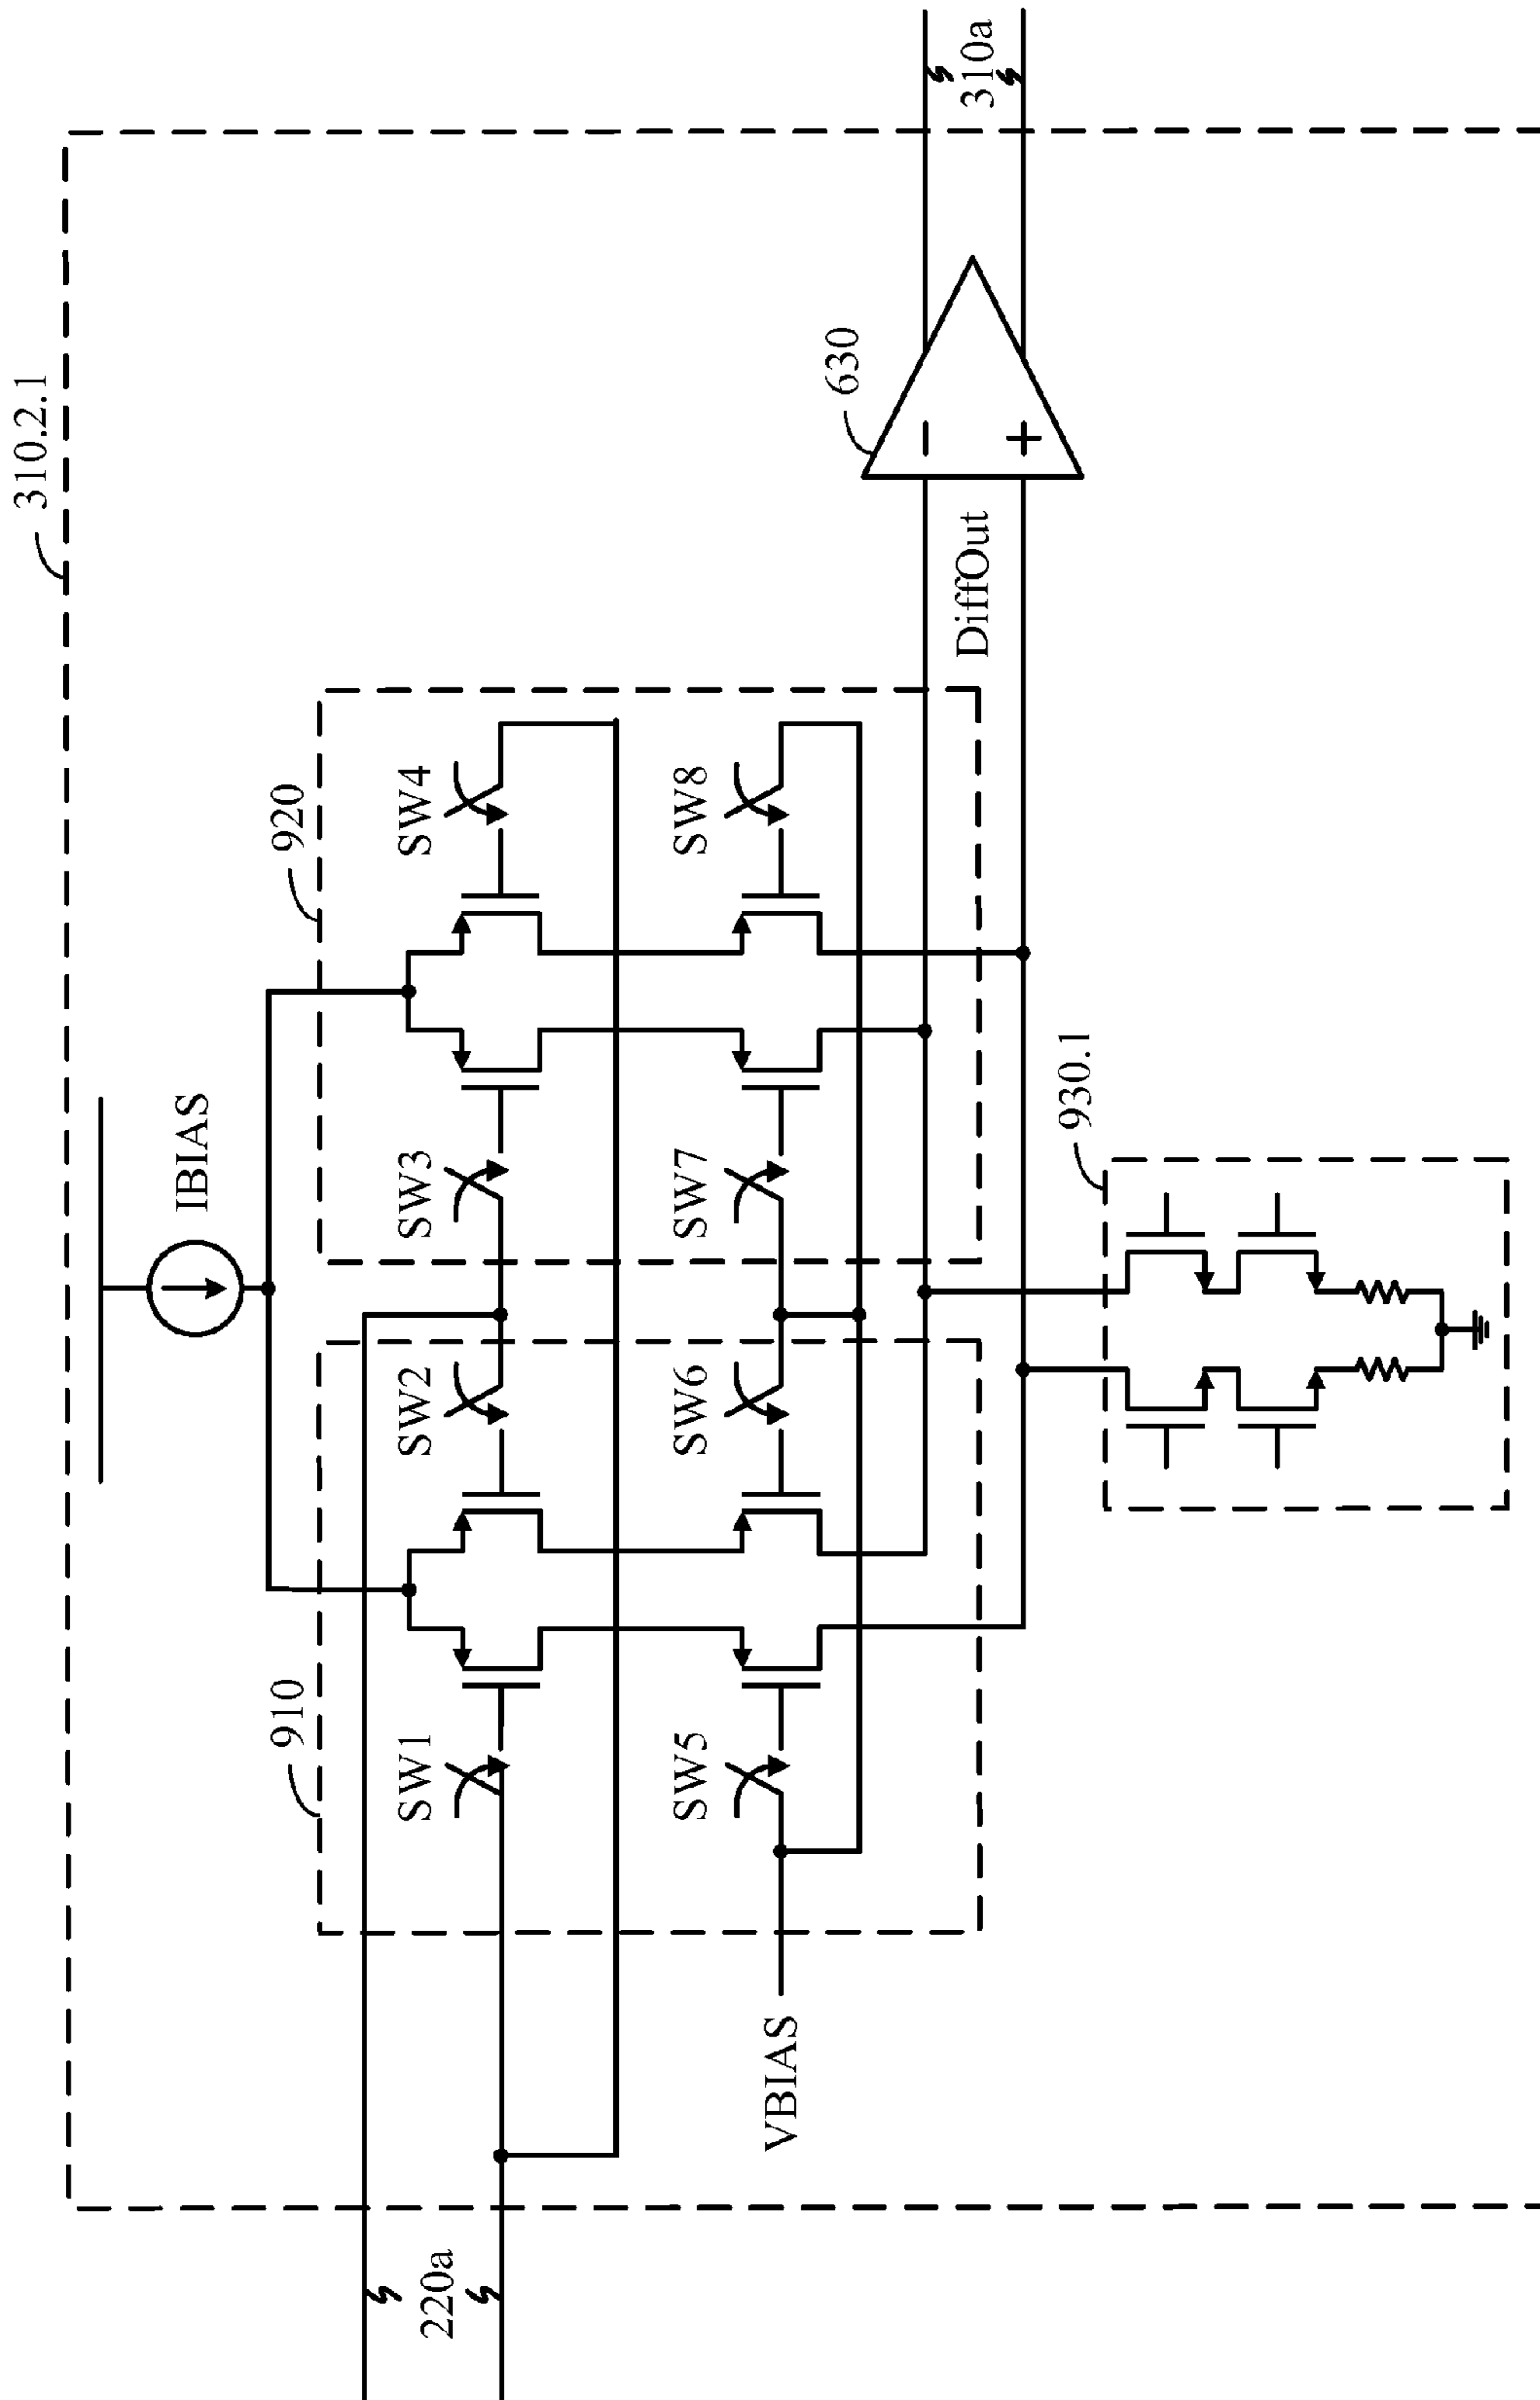 310.2.1
IBIAS
910
920
SW1
SW2
SW3
SW4
220a
SW5
SW6
SW7
SW8
VBIAS
630
−
+
DiffOut
310a
930.1